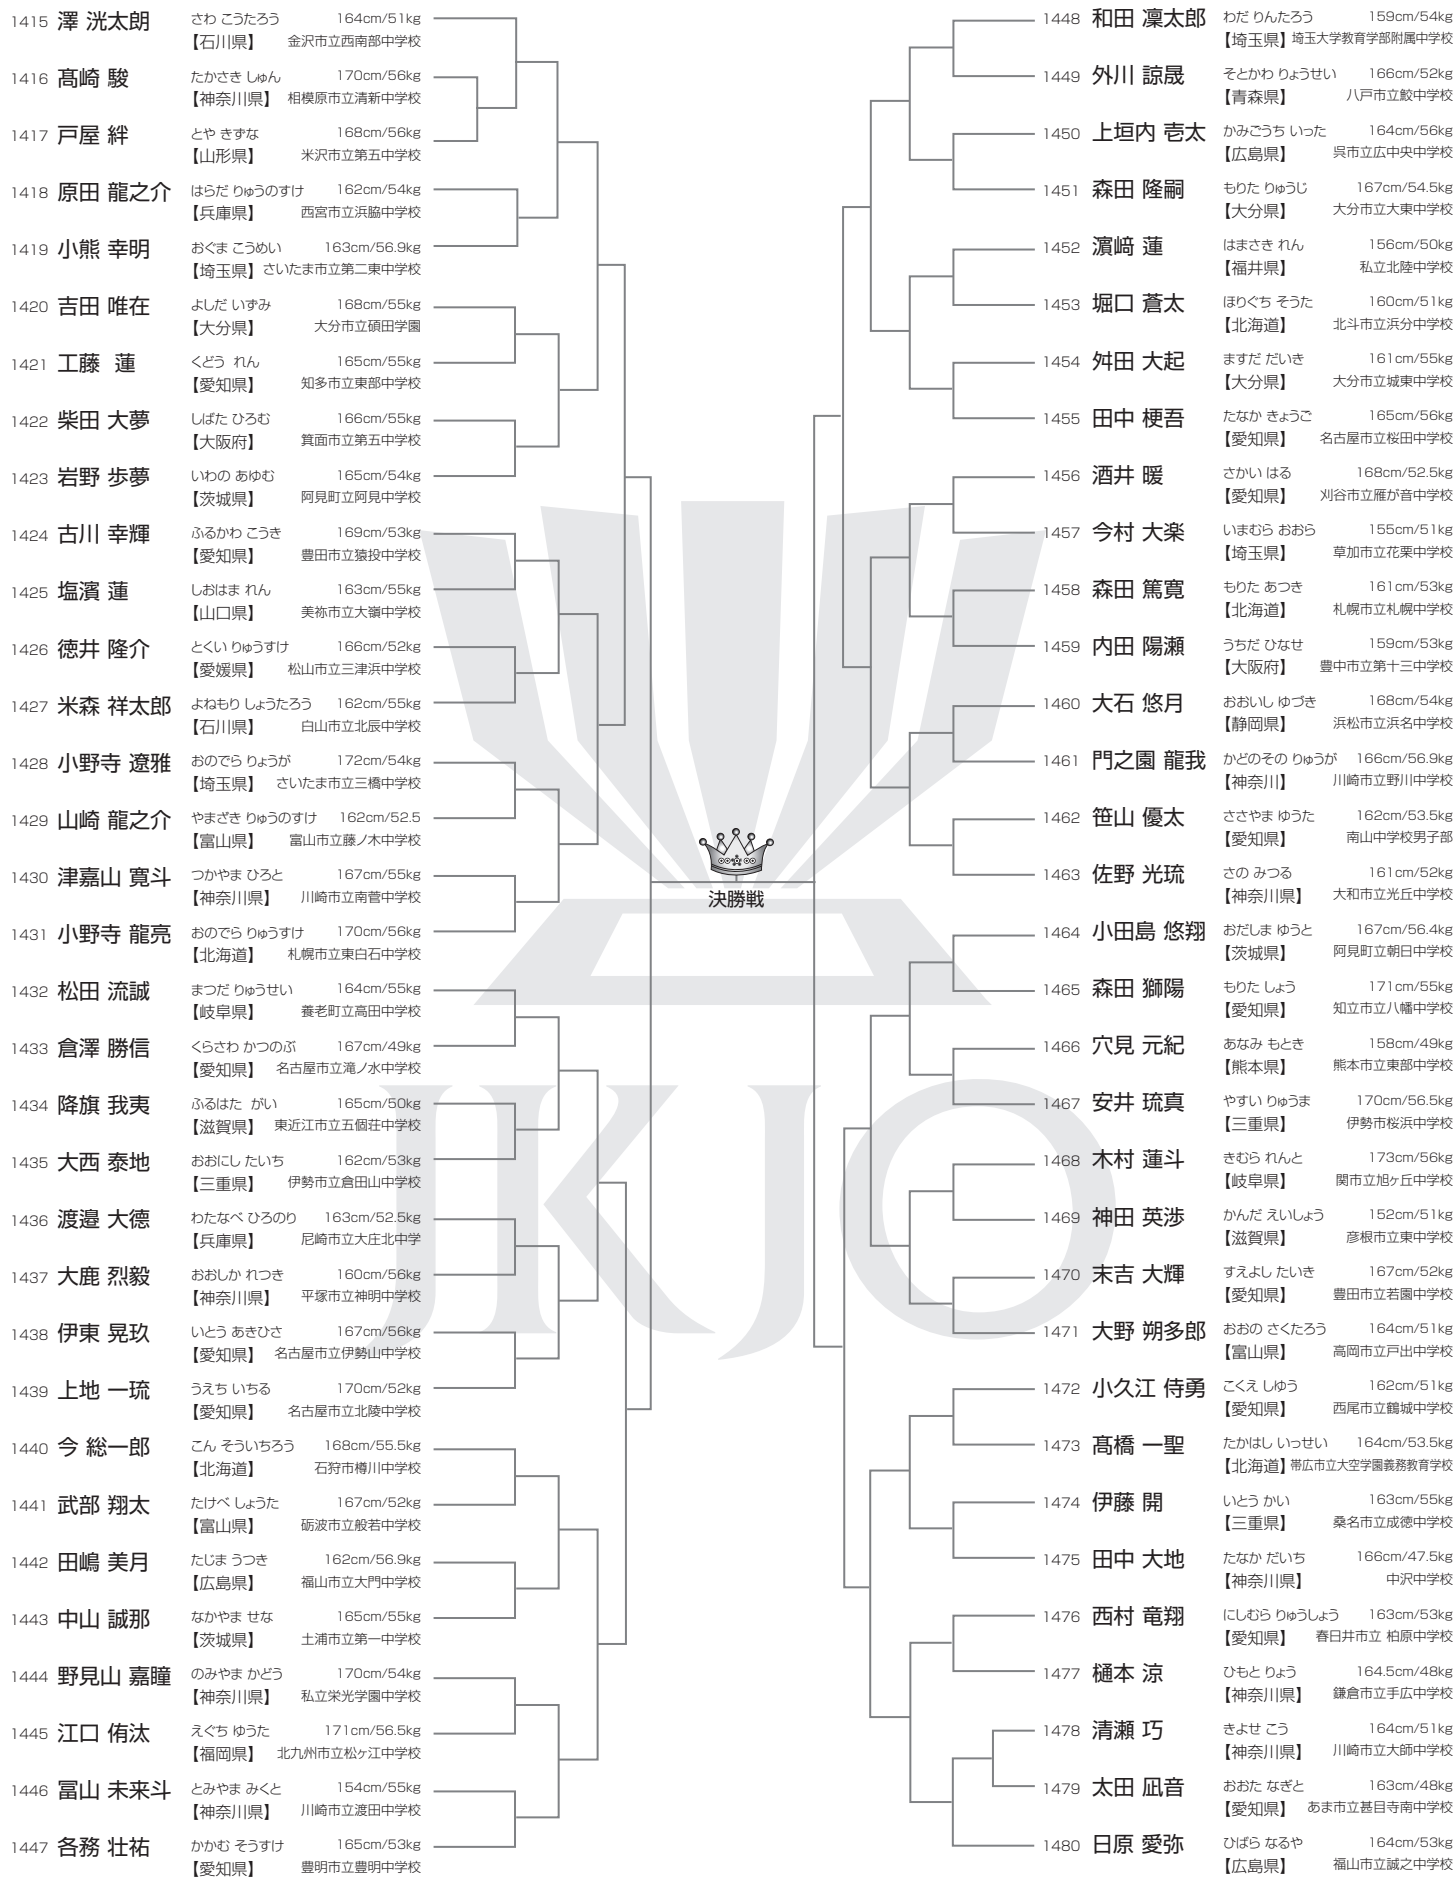 1415 澤 洸太朗 さわ こうたろう 164cm/51kg
【石川県】 金沢市立西南部中学校
1416 髙崎 駿 たかさき しゅん 170cm/56kg
【神奈川県】 相模原市立清新中学校
1417 戸屋 絆 とや きずな 168cm/56kg
【山形県】 米沢市立第五中学校
1418 原田 龍之介 はらだ りゅうのすけ 162cm/54kg
【兵庫県】 西宮市立浜脇中学校
1419 小熊 幸明 おぐま こうめい 163cm/56.9kg
【埼玉県】 さいたま市立第二東中学校
1420 吉田 唯在 よしだ いずみ 168cm/55kg
【大分県】 大分市立碩田学園
1421 工藤 蓮 くどう れん 165cm/55kg
【愛知県】 知多市立東部中学校
1422 柴田 大夢 しばた ひろむ 166cm/55kg
【大阪府】 箕面市立第五中学校
1423 岩野 歩夢 いわの あゆむ 165cm/54kg
【茨城県】 阿見町立阿見中学校
1424 古川 幸輝 ふるかわ こうき 169cm/53kg
【愛知県】 豊田市立猿投中学校
1425 塩濱 蓮 しおはま れん 163cm/55kg
【山口県】 美祢市立大嶺中学校
1426 徳井 隆介 とくい りゅうすけ 166cm/52kg
【愛媛県】 松山市立三津浜中学校
1427 米森 祥太郎 よねもり しょうたろう 162cm/55kg
【石川県】 白山市立北辰中学校
1428 小野寺 遼雅 おのでら りょうが 172cm/54kg
【埼玉県】 さいたま市立三橋中学校
1429 山崎 龍之介 やまざき りゅうのすけ 162cm/52.5
【富山県】 富山市立藤ノ木中学校
1430 津嘉山 寛斗 つかやま ひろと 167cm/55kg
【神奈川県】 川崎市立南菅中学校
1431 小野寺 龍亮 おのでら りゅうすけ 170cm/56kg
【北海道】 札幌市立東白石中学校
1432 松田 流誠 まつだ りゅうせい 164cm/55kg
【岐阜県】 養老町立高田中学校
1433 倉澤 勝信 くらさわ かつのぶ 167cm/49kg
【愛知県】 名古屋市立滝ノ水中学校
1434 降旗 我夷 ふるはた がい 165cm/50kg
【滋賀県】 東近江市立五個荘中学校
1435 大西 泰地 おおにし たいち 162cm/53kg
【三重県】 伊勢市立倉田山中学校
1436 渡邉 大德 わたなべ ひろのり 163cm/52.5kg
【兵庫県】 尼崎市立大庄北中学
1437 大鹿 烈毅 おおしか れつき 160cm/56kg
【神奈川県】 平塚市立神明中学校
1438 伊東 晃玖 いとう あきひさ 167cm/56kg
【愛知県】 名古屋市立伊勢山中学校
1439 上地 一琉 うえち いちる 170cm/52kg
【愛知県】 名古屋市立北陵中学校
1440 今 総一郎 こん そういちろう 168cm/55.5kg
【北海道】 石狩市樽川中学校
1441 武部 翔太 たけべ しょうた 167cm/52kg
【富山県】 砺波市立般若中学校
1442 田嶋 美月 たじま うつき 162cm/56.9kg
【広島県】 福山市立大門中学校
1443 中山 誠那 なかやま せな 165cm/55kg
【茨城県】 土浦市立第一中学校
1444 野見山 嘉瞳 のみやま かどう 170cm/54kg
【神奈川県】 私立栄光学園中学校
1445 江口 侑汰 えぐち ゆうた 171cm/56.5kg
【福岡県】 北九州市立松ヶ江中学校
1446 冨山 未来斗 とみやま みくと 154cm/55kg
【神奈川県】 川崎市立渡田中学校
1447 各務 壮祐 かかむ そうすけ 165cm/53kg
【愛知県】 豊明市立豊明中学校
決勝戦
JKJO
1448 和田 凜太郎 わだ りんたろう 159cm/54kg
【埼玉県】 埼玉大学教育学部附属中学校
1449 外川 諒晟 そとかわ りょうせい 166cm/52kg
【青森県】 八戸市立鮫中学校
1450 上垣内 壱太 かみごうち いった 164cm/56kg
【広島県】 呉市立広中央中学校
1451 森田 隆嗣 もりた りゅうじ 167cm/54.5kg
【大分県】 大分市立大東中学校
1452 濵﨑 蓮 はまさき れん 156cm/50kg
【福井県】 私立北陸中学校
1453 堀口 蒼太 ほりぐち そうた 160cm/51kg
【北海道】 北斗市立浜分中学校
1454 舛田 大起 ますだ だいき 161cm/55kg
【大分県】 大分市立城東中学校
1455 田中 梗吾 たなか きょうご 165cm/56kg
【愛知県】 名古屋市立桜田中学校
1456 酒井 暖 さかい はる 168cm/52.5kg
【愛知県】 刈谷市立雁が音中学校
1457 今村 大楽 いまむら おおら 155cm/51kg
【埼玉県】 草加市立花栗中学校
1458 森田 篤寛 もりた あつき 161cm/53kg
【北海道】 札幌市立札幌中学校
1459 内田 陽瀬 うちだ ひなせ 159cm/53kg
【大阪府】 豊中市立第十三中学校
1460 大石 悠月 おおいし ゆづき 168cm/54kg
【静岡県】 浜松市立浜名中学校
1461 門之園 龍我 かどのその りゅうが 166cm/56.9kg
【神奈川】 川崎市立野川中学校
1462 笹山 優太 ささやま ゆうた 162cm/53.5kg
【愛知県】 南山中学校男子部
1463 佐野 光琉 さの みつる 161cm/52kg
【神奈川県】 大和市立光丘中学校
1464 小田島 悠翔 おだしま ゆうと 167cm/56.4kg
【茨城県】 阿見町立朝日中学校
1465 森田 獅陽 もりた しょう 171cm/55kg
【愛知県】 知立市立八幡中学校
1466 穴見 元紀 あなみ もとき 158cm/49kg
【熊本県】 熊本市立東部中学校
1467 安井 琉真 やすい りゅうま 170cm/56.5kg
【三重県】 伊勢市桜浜中学校
1468 木村 蓮斗 きむら れんと 173cm/56kg
【岐阜県】 関市立旭ヶ丘中学校
1469 神田 英渉 かんだ えいしょう 152cm/51kg
【滋賀県】 彦根市立東中学校
1470 末吉 大輝 すえよし たいき 167cm/52kg
【愛知県】 豊田市立若園中学校
1471 大野 朔多郎 おおの さくたろう 164cm/51kg
【富山県】 高岡市立戸出中学校
1472 小久江 侍勇 こくえ しゆう 162cm/51kg
【愛知県】 西尾市立鶴城中学校
1473 髙橋 一聖 たかはし いっせい 164cm/53.5kg
【北海道】 帯広市立大空学園義務教育学校
1474 伊藤 開 いとう かい 163cm/55kg
【三重県】 桑名市立成徳中学校
1475 田中 大地 たなか だいち 166cm/47.5kg
【神奈川県】 中沢中学校
1476 西村 竜翔 にしむら りゅうしょう 163cm/53kg
【愛知県】 春日井市立 柏原中学校
1477 樋本 涼 ひもと りょう 164.5cm/48kg
【神奈川県】 鎌倉市立手広中学校
1478 清瀬 巧 きよせ こう 164cm/51kg
【神奈川県】 川崎市立大師中学校
1479 太田 凪音 おおた なぎと 163cm/48kg
【愛知県】 あま市立甚目寺南中学校
1480 日原 愛弥 ひばら なるや 164cm/53kg
【広島県】 福山市立誠之中学校